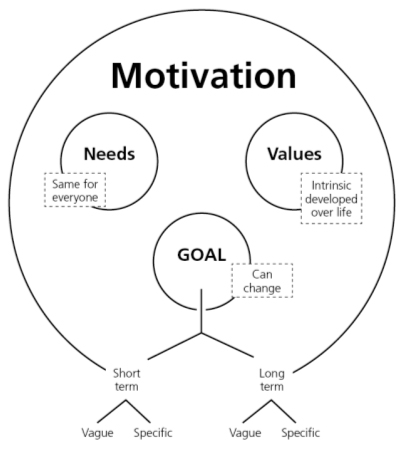 Motivation
Needs
Values
Same for
everyone
Intrinsic
developed
over life
GOAL
Can
change
Short
term
Long
term
Vague
Specific
Vague
Specific